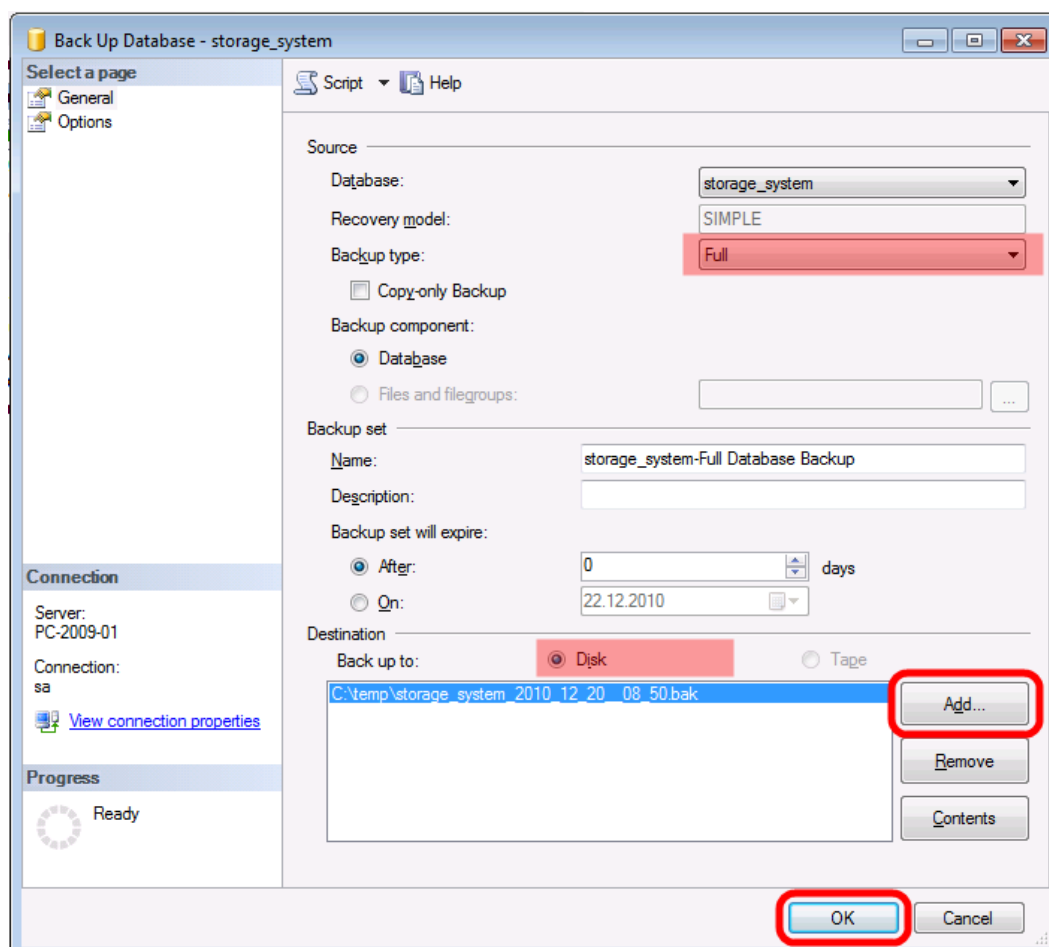 Back Up Database - storage_system
Select a page
General
Options
Script Help
Source
Database: storage_system
Recovery model: SIMPLE
Backup type: Full
Copy-only Backup
Backup component:
Database
Files and filegroups: ...
Backup set
Name: storage_system-Full Database Backup
Description:
Backup set will expire:
After: 0 days
On: 22.12.2010
Destination
Back up to: Disk Tape
C:\temp\storage_system_2010_12_20__08_50.bak
Add...
Remove
Contents
Connection
Server:
PC-2009-01
Connection:
sa
View connection properties
Progress
Ready
OK Cancel